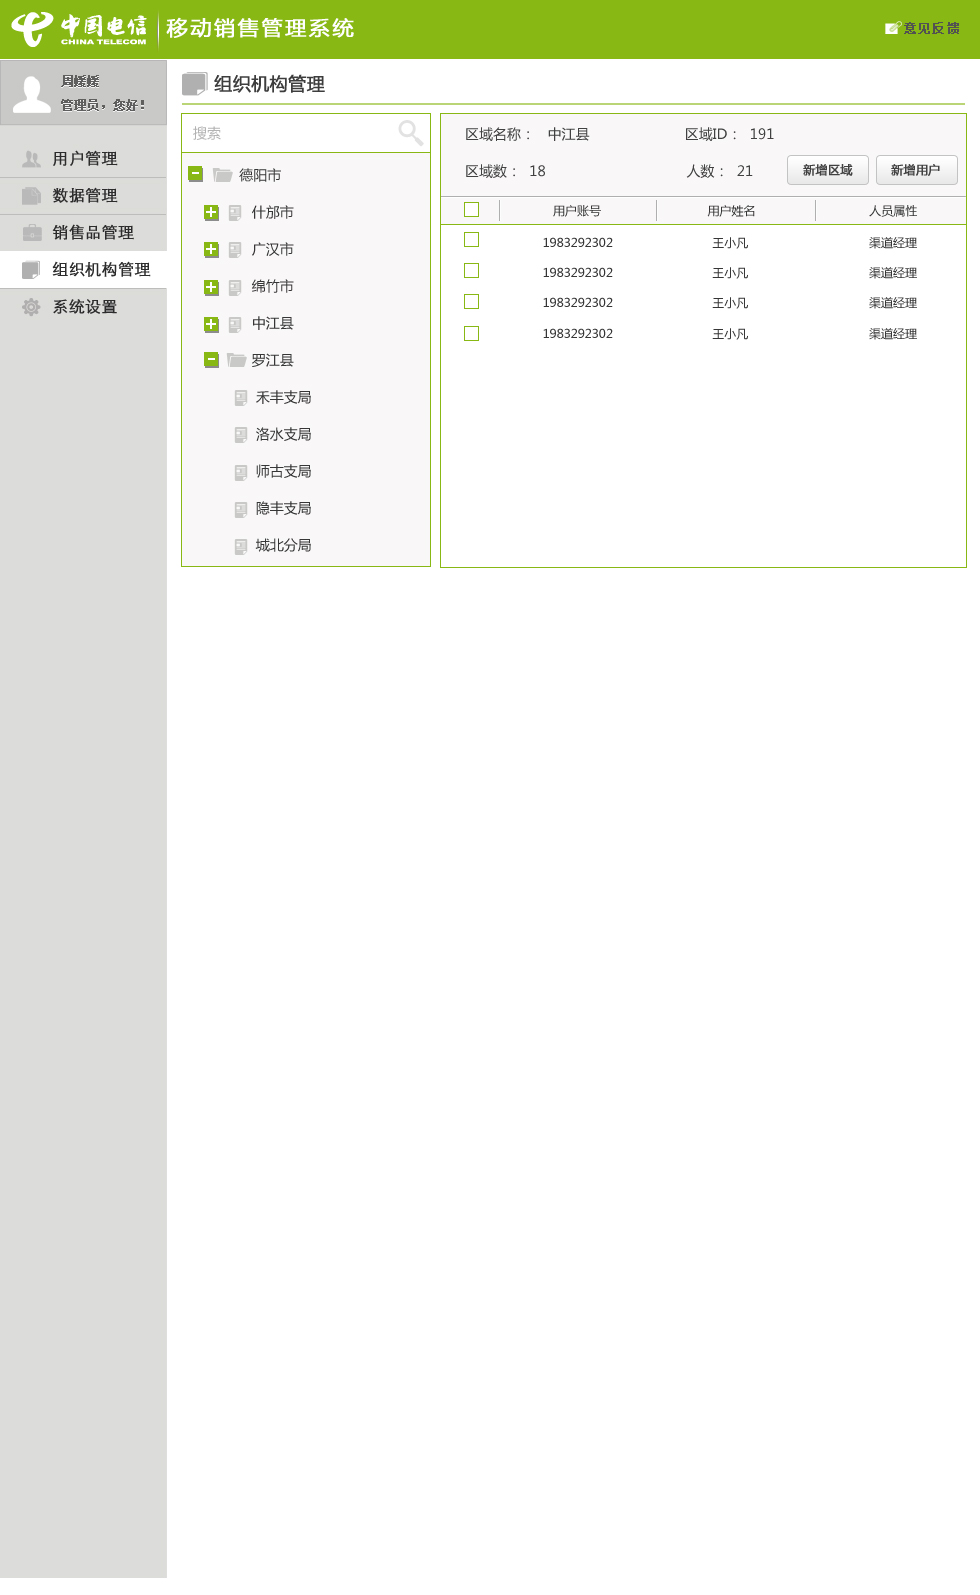 中国电信
CHINA TELECOM
移动销售管理系统
意见反馈
周媛媛
管理员，您好！
用户管理
数据管理
销售品管理
组织机构管理
系统设置
组织机构管理
搜索
德阳市
什邡市
广汉市
绵竹市
中江县
罗江县
禾丰支局
洛水支局
师古支局
隐丰支局
城北分局
区域名称： 中江县 区域ID： 191
区域数： 18 人数： 21 新增区域 新增用户
用户账号 用户姓名 人员属性
1983292302 王小凡 渠道经理
1983292302 王小凡 渠道经理
1983292302 王小凡 渠道经理
1983292302 王小凡 渠道经理